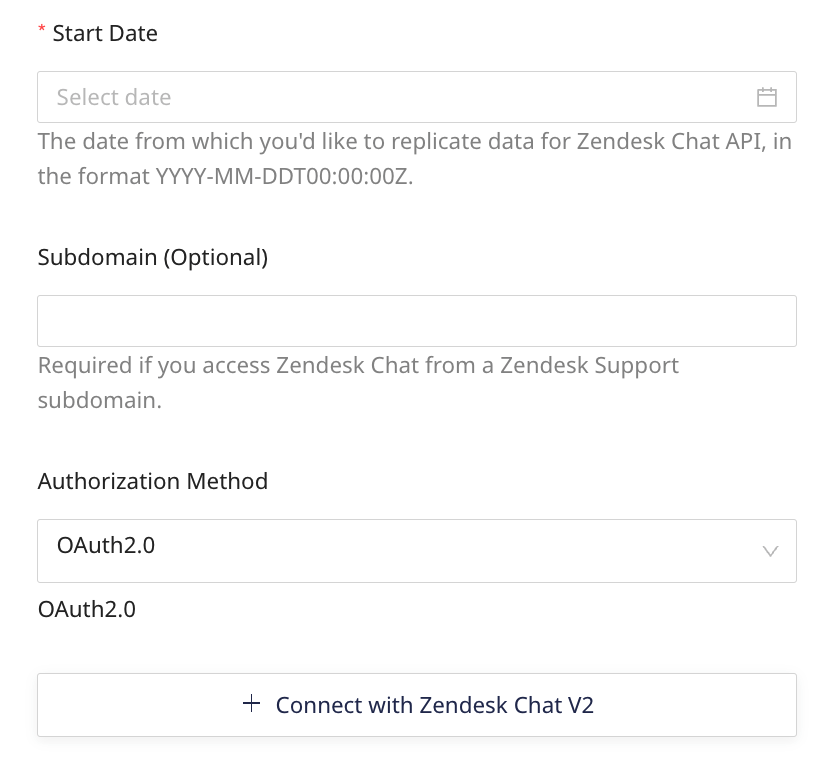 * Start Date
Select date
The date from which you'd like to replicate data for Zendesk Chat API, in
the format YYYY-MM-DDT00:00:00Z.
Subdomain (Optional)
Required if you access Zendesk Chat from a Zendesk Support
subdomain.
Authorization Method
OAuth2.0
OAuth2.0
+ Connect with Zendesk Chat V2